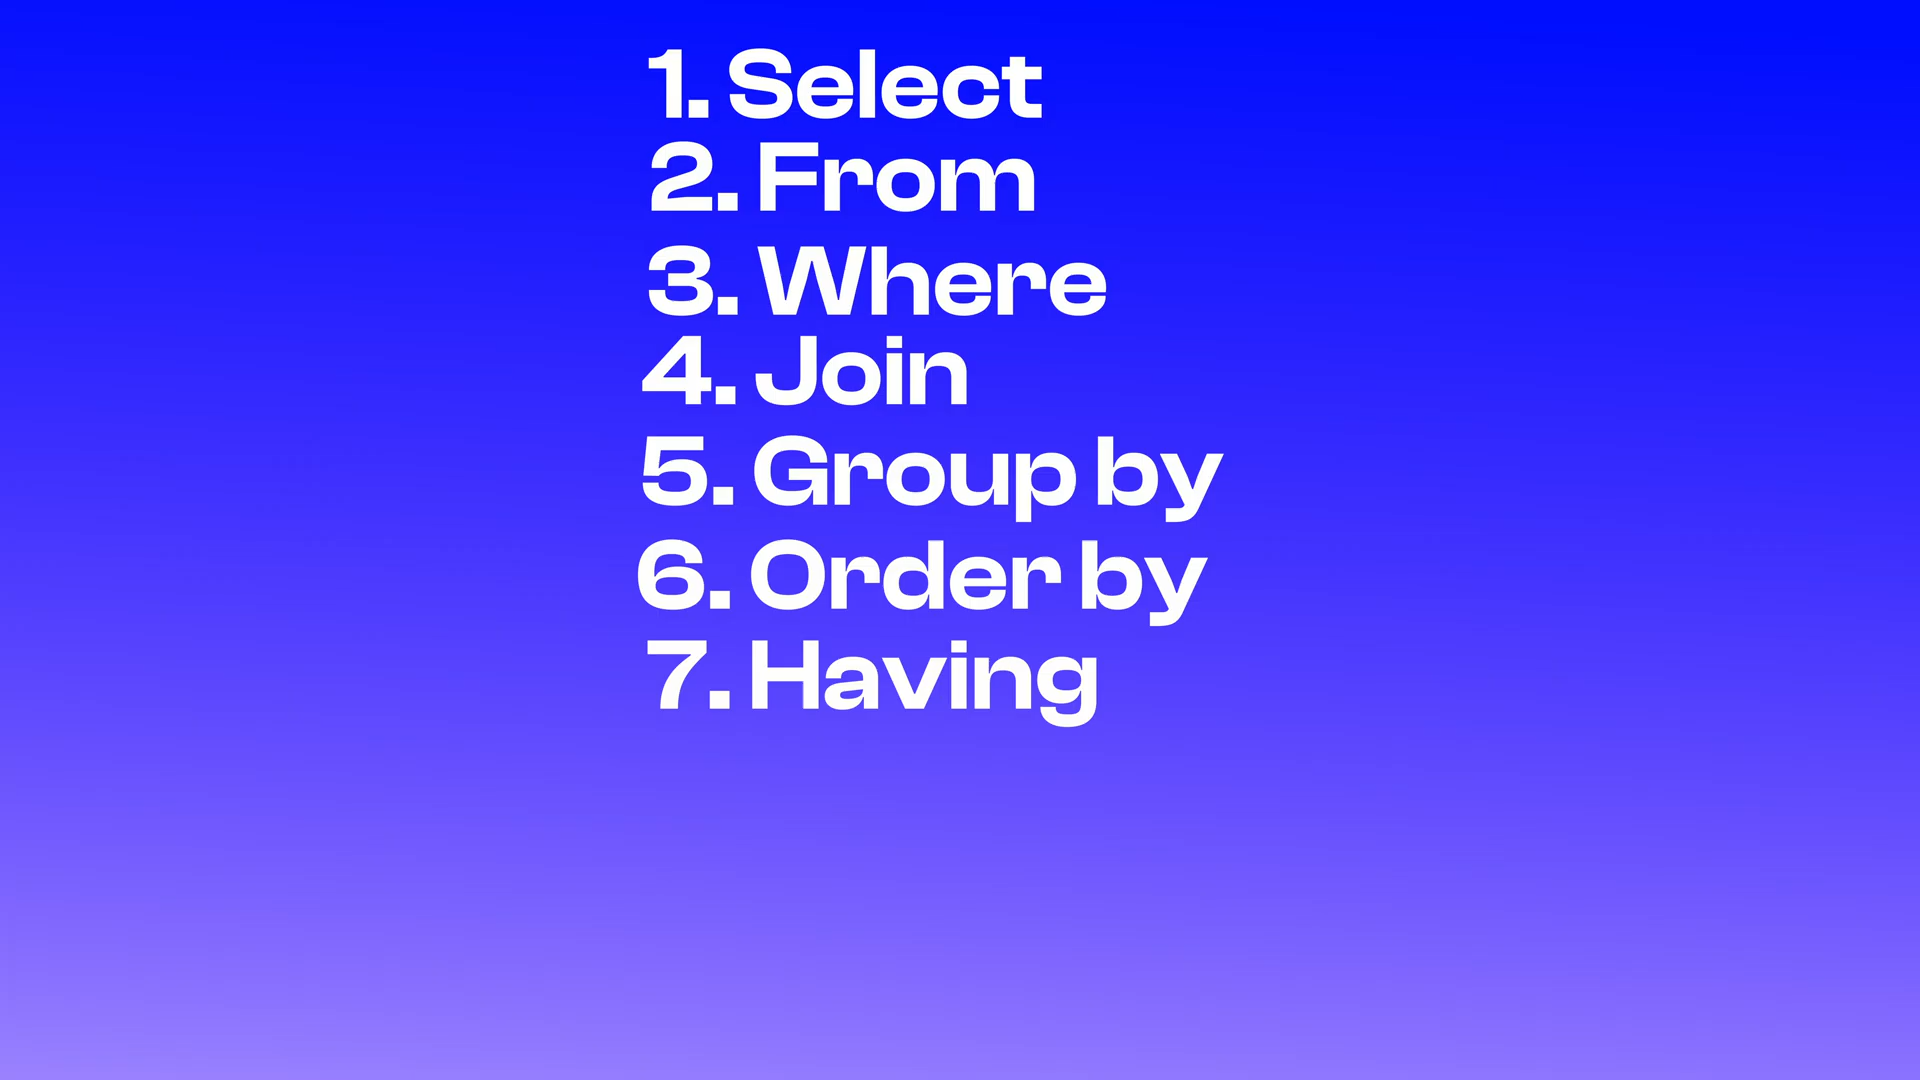 1. Select
2. From
3. Where
4. Join
5. Group by
6. Order by
7. Having